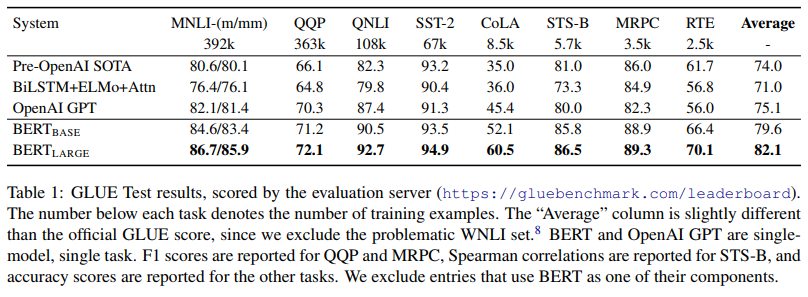 System MNLI-(m/mm) QQP QNLI SST-2 CoLA STS-B MRPC RTE Average
392k 363k 108k 67k 8.5k 5.7k 3.5k 2.5k -
Pre-OpenAI SOTA 80.6/80.1 66.1 82.3 93.2 35.0 81.0 86.0 61.7 74.0
BiLSTM+ELMo+Attn 76.4/76.1 64.8 79.8 90.4 36.0 73.3 84.9 56.8 71.0
OpenAI GPT 82.1/81.4 70.3 87.4 91.3 45.4 80.0 82.3 56.0 75.1
BERTBASE 84.6/83.4 71.2 90.5 93.5 52.1 85.8 88.9 66.4 79.6
BERTLARGE 86.7/85.9 72.1 92.7 94.9 60.5 86.5 89.3 70.1 82.1
Table 1: GLUE Test results, scored by the evaluation server (https://gluebenchmark.com/leaderboard).
The number below each task denotes the number of training examples. The “Average” column is slightly different
than the official GLUE score, since we exclude the problematic WNLI set.8 BERT and OpenAI GPT are single-
model, single task. F1 scores are reported for QQP and MRPC, Spearman correlations are reported for STS-B, and
accuracy scores are reported for the other tasks. We exclude entries that use BERT as one of their components.